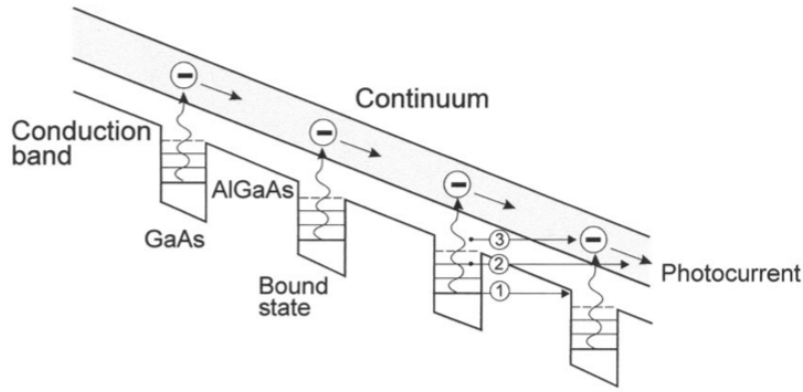 Continuum
Conduction
band
AlGaAs
GaAs
3
2
1
Bound
state
Photocurrent